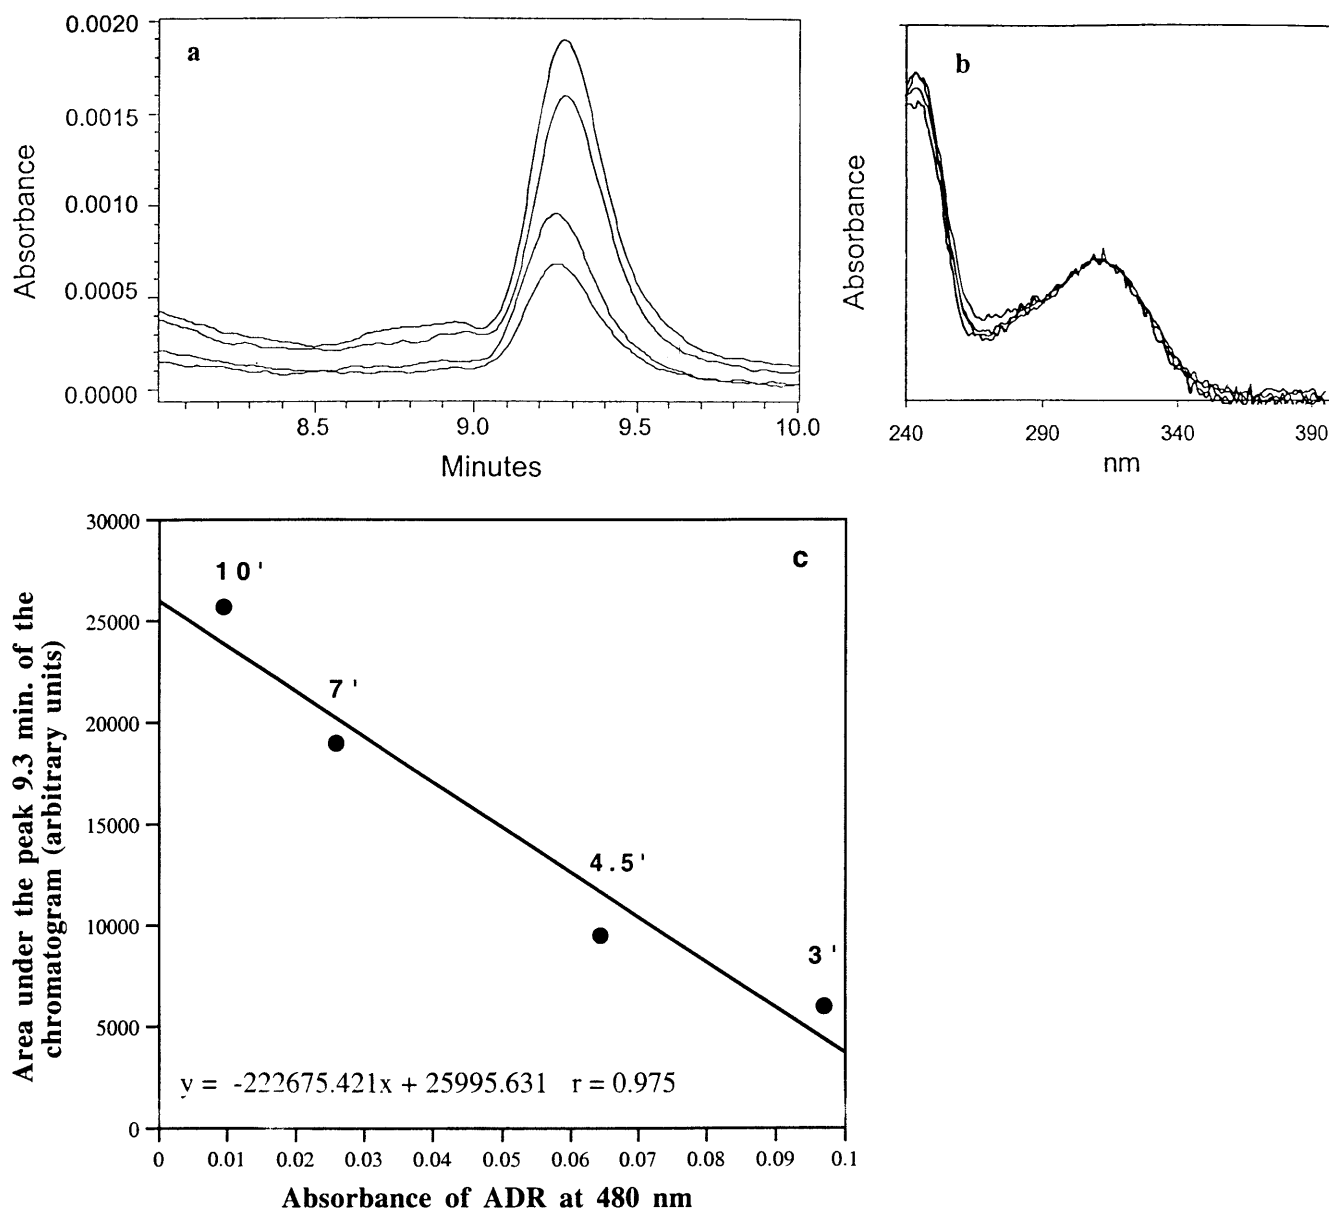 0.0020
0.0015
0.0010
0.0005
0.0000
Absorbance
a
8.5 9.0 9.5 10.0
Minutes
b
Absorbance
240 290 340 390
nm
30000
25000
20000
15000
10000
5000
0
Area under the peak 9.3 min. of the
chromatogram (arbitrary units)
c
10'
7'
4.5'
3'
y = -222675.421x + 25995.631 r = 0.975
0 0.01 0.02 0.03 0.04 0.05 0.06 0.07 0.08 0.09 0.1
Absorbance of ADR at 480 nm